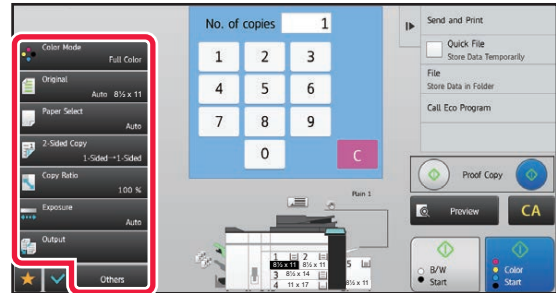 Color Mode
Full Color
Original
Auto 8½ x 11
Paper Select
Auto
2-Sided Copy
1-Sided→1-Sided
Copy Ratio
100 %
Exposure
Auto
Output
Others
No. of copies 1
1 2 3
4 5 6
7 8 9
0 C
Plain 1
1 2
8½ x 11 8½ x 11
3 8½ x 14
4 11 x 17
5
8½ x 11
Send and Print
Quick File
Store Data Temporarily
File
Store Data in Folder
Call Eco Program
Proof Copy
Preview
CA
B/W
Start
Color
Start